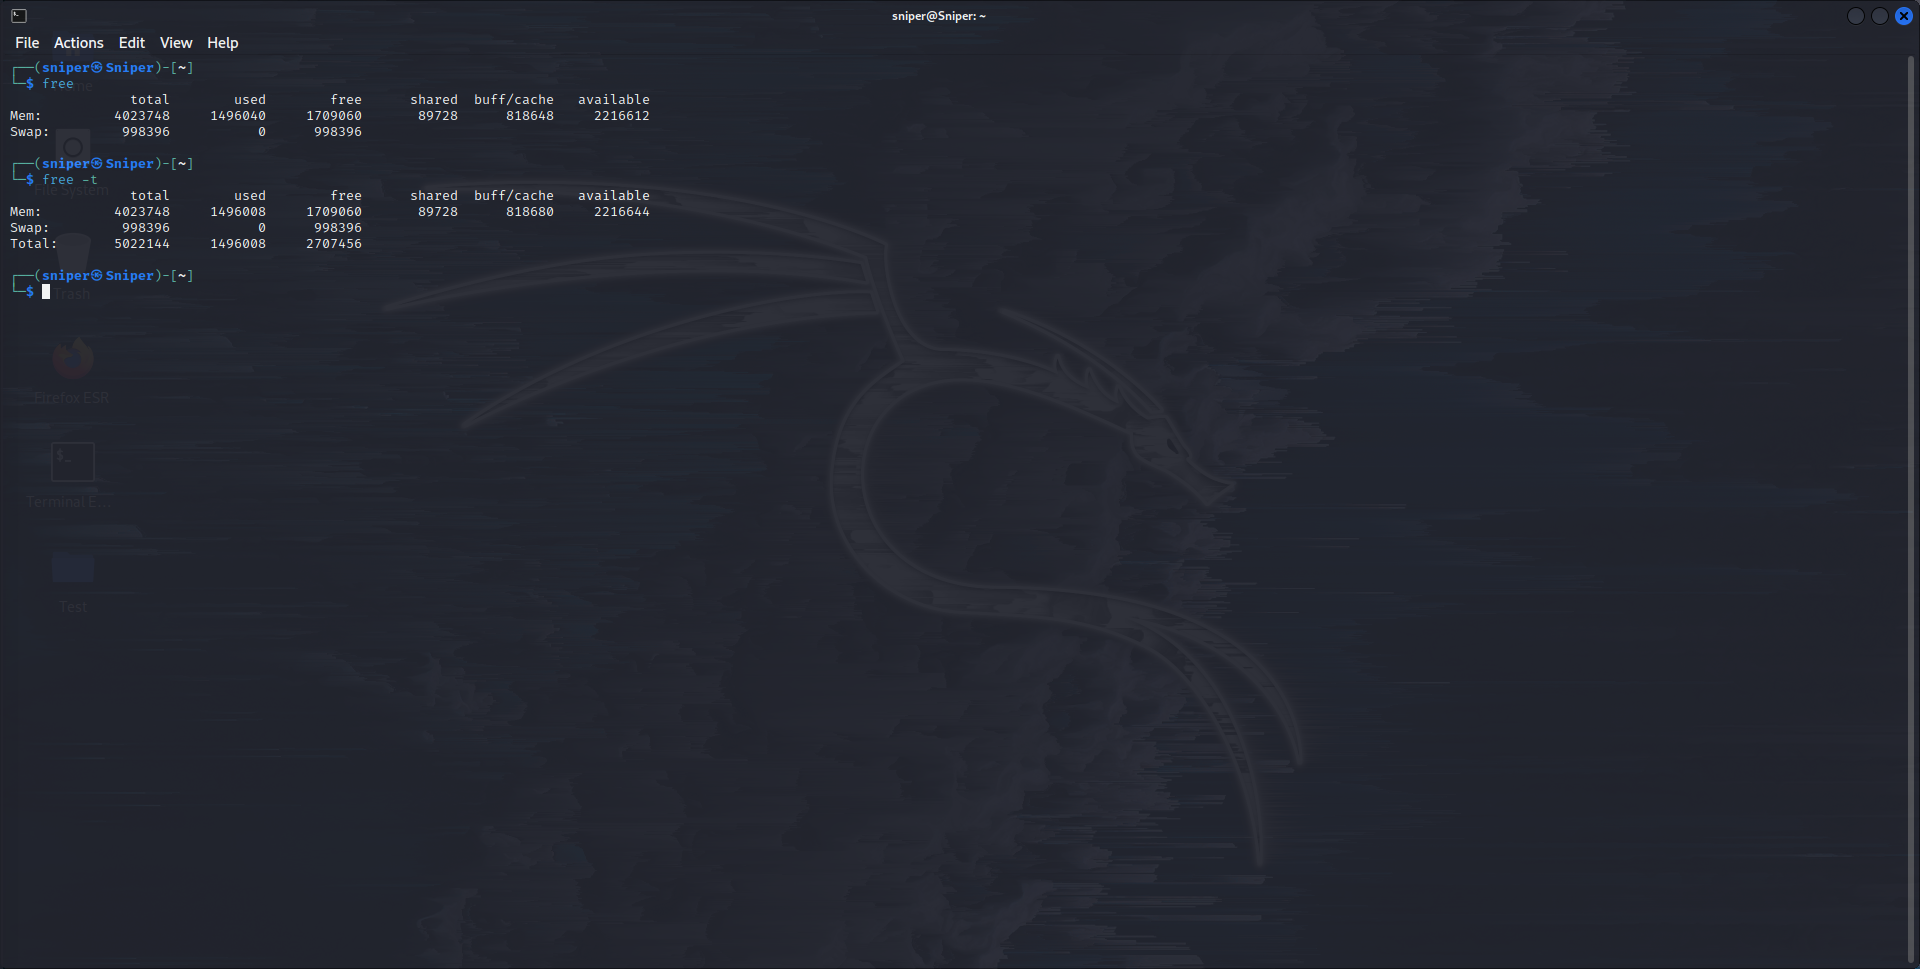 sniper@Sniper: ~
File Actions Edit View Help
┌──(sniper㉿Sniper)-[~]
└─$ free
               total        used        free      shared  buff/cache   available
Mem:         4023748     1496040     1709060       89728      818648     2216612
Swap:         998396           0      998396
┌──(sniper㉿Sniper)-[~]
└─$ free -t
               total        used        free      shared  buff/cache   available
Mem:         4023748     1496008     1709060       89728      818680     2216644
Swap:         998396           0      998396
Total:       5022144     1496008     2707456
┌──(sniper㉿Sniper)-[~]
└─$
File System
Trash
Firefox ESR
$_
Terminal E...
Test